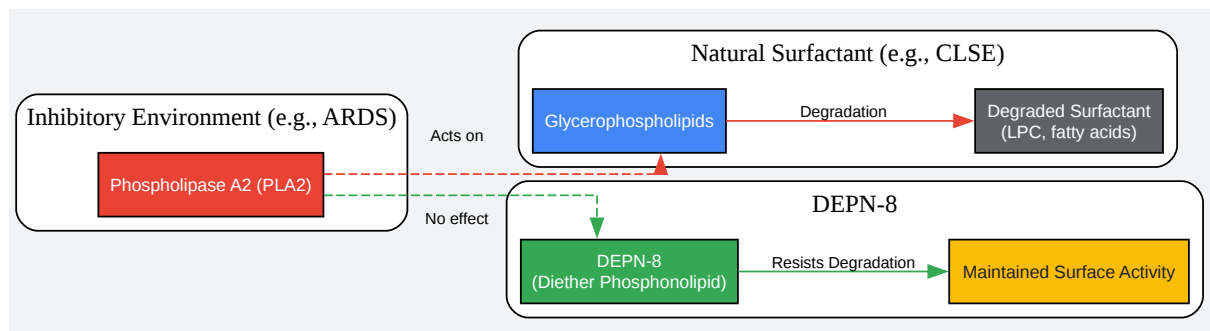 Natural Surfactant (e.g., CLSE)
Inhibitory Environment (e.g., ARDS)
Glycerophospholipids
Degradation
Degraded Surfactant
(LPC, fatty acids)
Acts on
Phospholipase A2 (PLA2)
No effect
DEPN-8
DEPN-8
(Diether Phosphonolipid)
Resists Degradation
Maintained Surface Activity